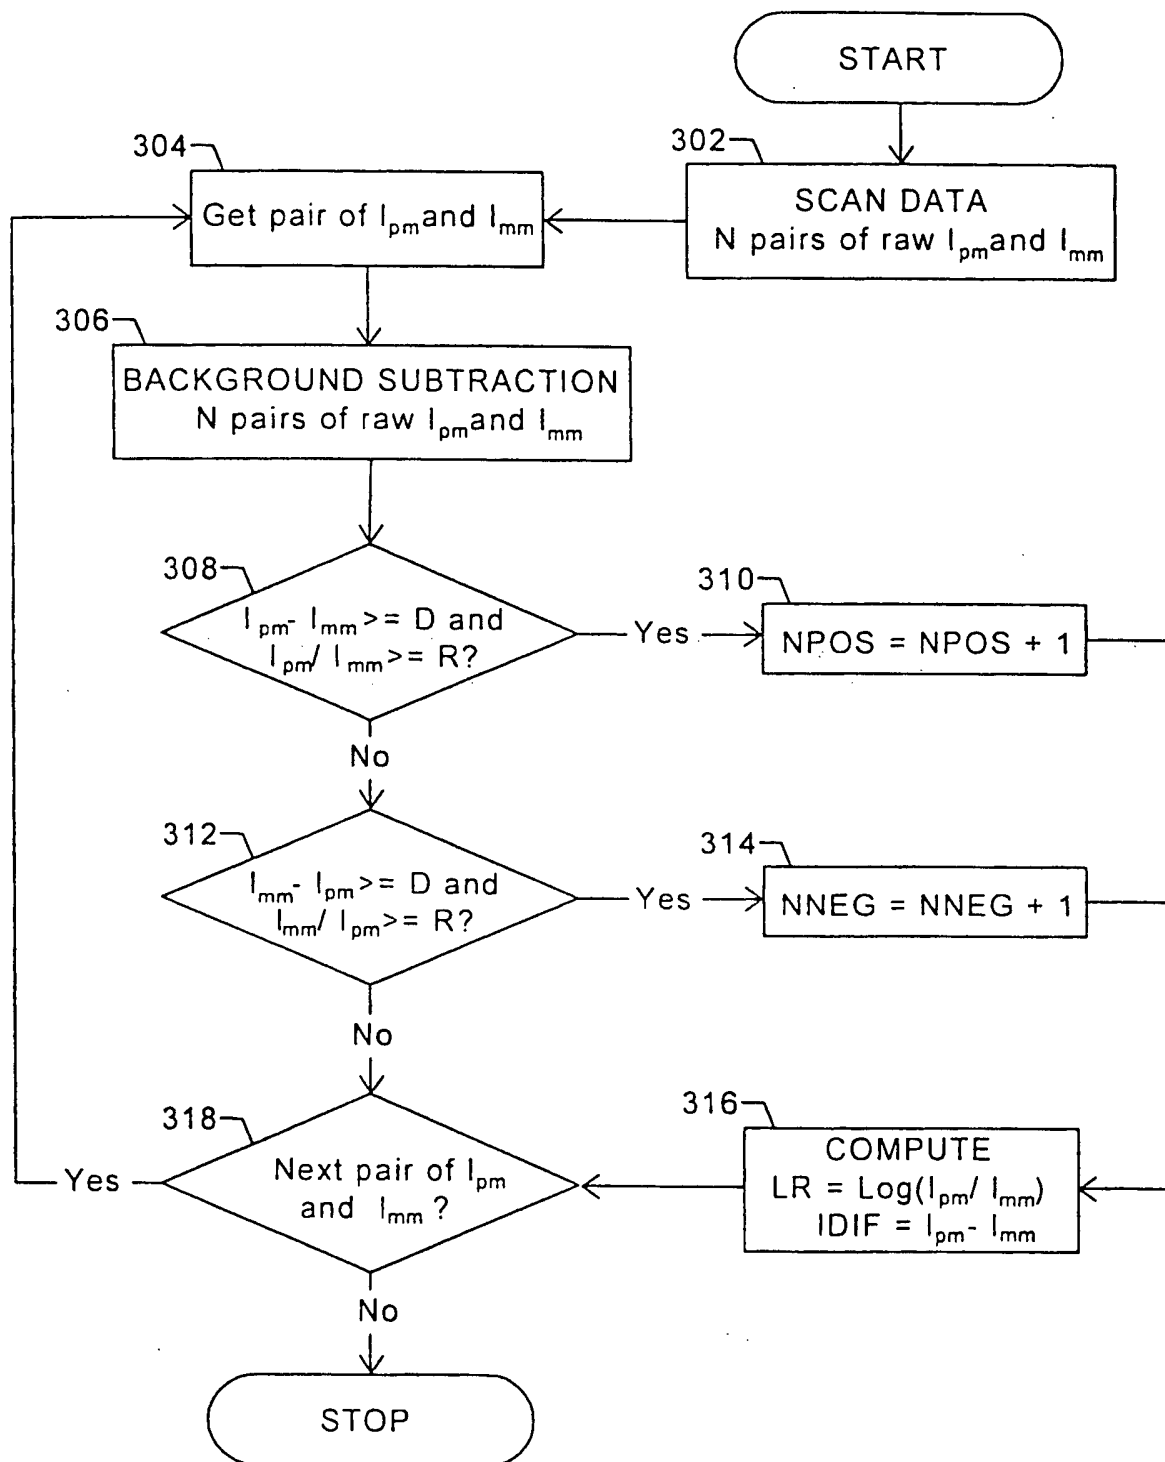 START
302
SCAN DATA
N pairs of raw Ipm and Imm
304
Get pair of Ipm and Imm
306
BACKGROUND SUBTRACTION
N pairs of raw Ipm and Imm
308
Ipm- Imm >= D and
Ipm/ Imm >= R?
Yes
310
NPOS = NPOS + 1
No
312
Imm- Ipm >= D and
Imm/ Ipm >= R?
Yes
314
NNEG = NNEG + 1
No
316
COMPUTE
LR = Log(Ipm/ Imm)
IDIF = Ipm- Imm
318
Next pair of Ipm
and Imm ?
Yes
No
STOP